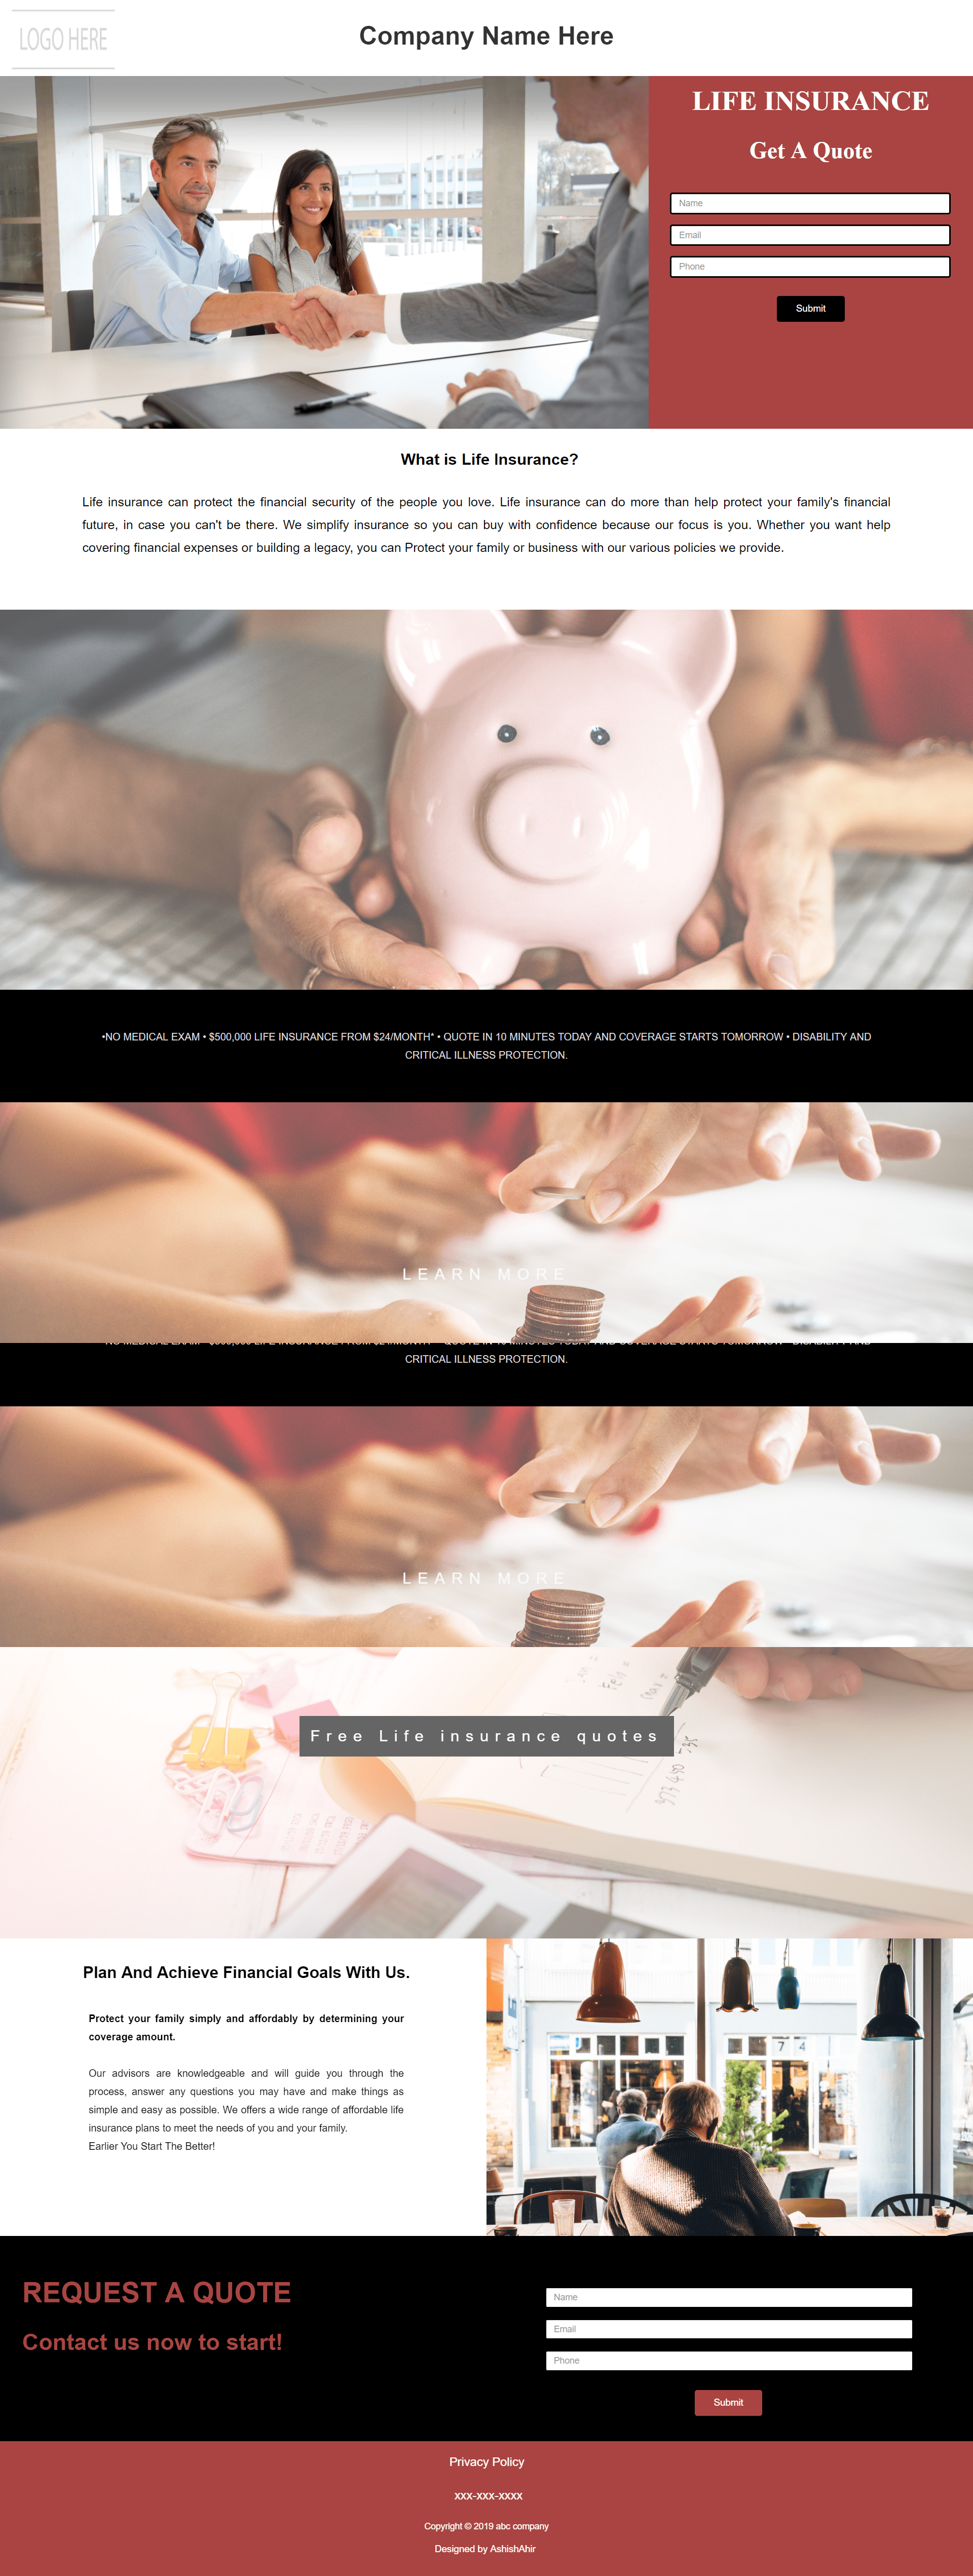 LOGO HERE
Company Name Here
LIFE INSURANCE
Get A Quote
Name
Email
Phone
Submit
What is Life Insurance?
Life insurance can protect the financial security of the people you love. Life insurance can do more than help protect your family's financial
future, in case you can't be there. We simplify insurance so you can buy with confidence because our focus is you. Whether you want help
covering financial expenses or building a legacy, you can Protect your family or business with our various policies we provide.
•NO MEDICAL EXAM • $500,000 LIFE INSURANCE FROM $24/MONTH* • QUOTE IN 10 MINUTES TODAY AND COVERAGE STARTS TOMORROW • DISABILITY AND
CRITICAL ILLNESS PROTECTION.
LEARN MORE
CRITICAL ILLNESS PROTECTION.
LEARN MORE
Free Life insurance quotes
Plan And Achieve Financial Goals With Us.
Protect your family simply and affordably by determining your
coverage amount.
Our advisors are knowledgeable and will guide you through the
process, answer any questions you may have and make things as
simple and easy as possible. We offers a wide range of affordable life
insurance plans to meet the needs of you and your family.
Earlier You Start The Better!
7 4
REQUEST A QUOTE
Contact us now to start!
Name
Email
Phone
Submit
Privacy Policy
XXX-XXX-XXXX
Copyright © 2019 abc company
Designed by AshishAhir